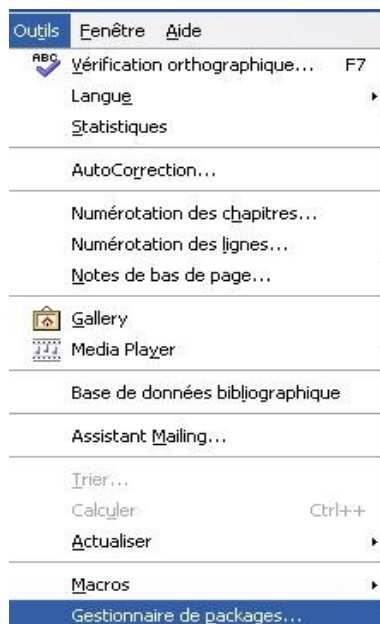 Outils Fenêtre Aide
ABC Vérification orthographique... F7
Langue
Statistiques
AutoCorrection...
Numérotation des chapitres...
Numérotation des lignes...
Notes de bas de page...
Gallery
Media Player
Base de données bibliographique
Assistant Mailing...
Trier...
Calculer Ctrl++
Actualiser
Macros
Gestionnaire de packages...